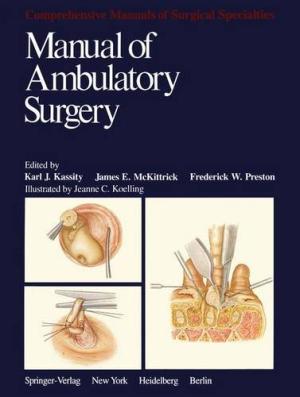 Comprehensive Manuals of Surgical Specialties
Manual of
Ambulatory
Surgery
Edited by
Karl J. Kassity James E. McKittrick Frederick W. Preston
Illustrated by Jeanne C. Koelling
Springer-Verlag New York Heidelberg Berlin